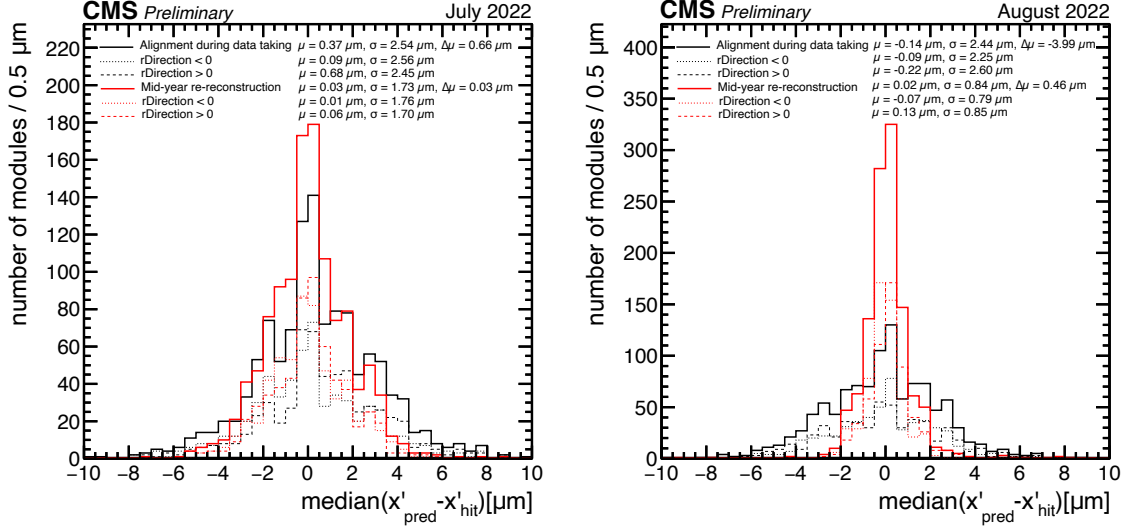 CMS Preliminary July 2022
number of modules / 0.5 µm
220
200
180
160
140
120
100
80
60
40
20
0
Alignment during data taking µ = 0.37 µm, σ = 2.54 µm, Δµ = 0.66 µm
rDirection < 0 µ = 0.09 µm, σ = 2.56 µm
rDirection > 0 µ = 0.68 µm, σ = 2.45 µm
Mid-year re-reconstruction µ = 0.03 µm, σ = 1.73 µm, Δµ = 0.03 µm
rDirection < 0 µ = 0.01 µm, σ = 1.76 µm
rDirection > 0 µ = 0.06 µm, σ = 1.70 µm
−10 −8 −6 −4 −2 0 2 4 6 8 10
median(x'pred-x'hit)[µm]
CMS Preliminary August 2022
number of modules / 0.5 µm
400
350
300
250
200
150
100
50
0
Alignment during data taking µ = -0.14 µm, σ = 2.44 µm, Δµ = -3.99 µm
rDirection < 0 µ = -0.09 µm, σ = 2.25 µm
rDirection > 0 µ = -0.22 µm, σ = 2.60 µm
Mid-year re-reconstruction µ = 0.02 µm, σ = 0.84 µm, Δµ = 0.46 µm
rDirection < 0 µ = -0.07 µm, σ = 0.79 µm
rDirection > 0 µ = 0.13 µm, σ = 0.85 µm
−10 −8 −6 −4 −2 0 2 4 6 8 10
median(x'pred-x'hit)[µm]